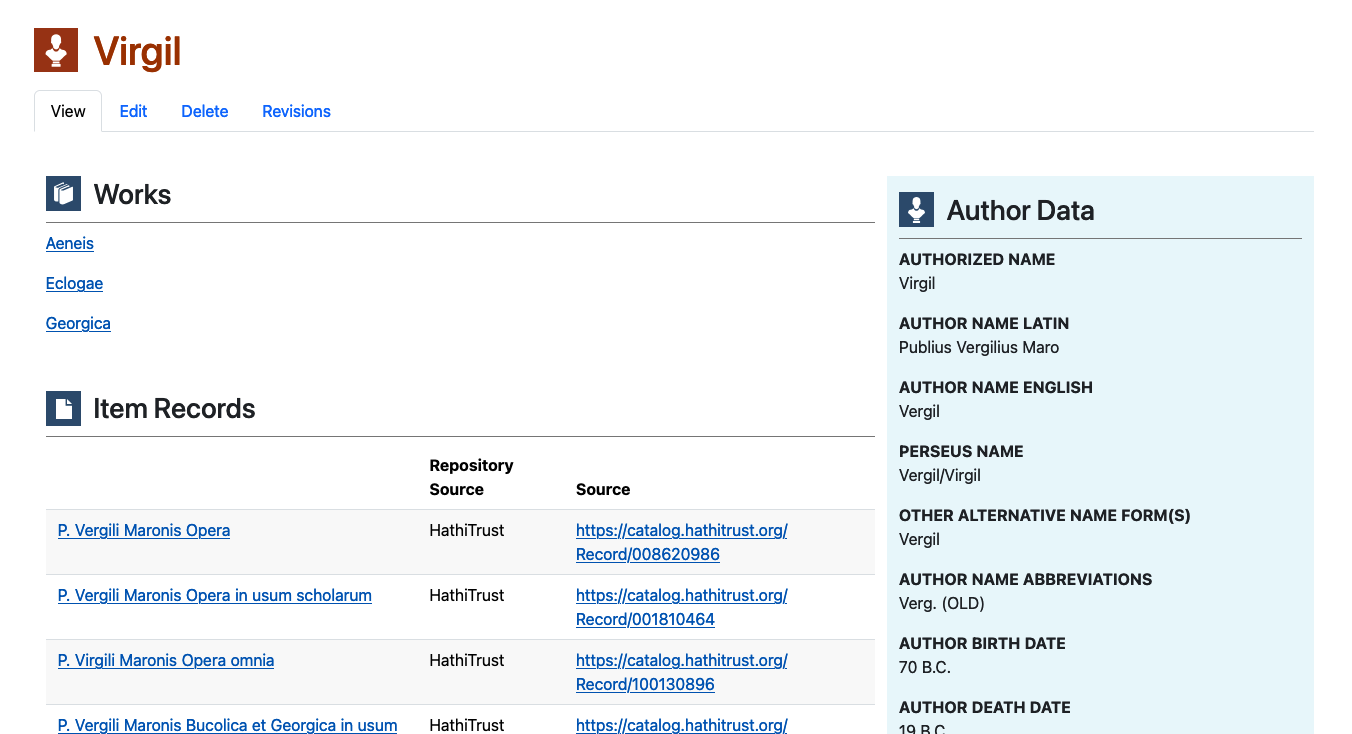 Virgil
View Edit Delete Revisions
Works
Aeneis
Eclogae
Georgica
Item Records
Repository
Source Source
P. Vergili Maronis Opera HathiTrust https://catalog.hathitrust.org/
Record/008620986
P. Vergili Maronis Opera in usum scholarum HathiTrust https://catalog.hathitrust.org/
Record/001810464
P. Virgili Maronis Opera omnia HathiTrust https://catalog.hathitrust.org/
Record/100130896
P. Vergili Maronis Bucolica et Georgica in usum HathiTrust https://catalog.hathitrust.org/
Author Data
AUTHORIZED NAME
Virgil
AUTHOR NAME LATIN
Publius Vergilius Maro
AUTHOR NAME ENGLISH
Vergil
PERSEUS NAME
Vergil/Virgil
OTHER ALTERNATIVE NAME FORM(S)
Vergil
AUTHOR NAME ABBREVIATIONS
Verg. (OLD)
AUTHOR BIRTH DATE
70 B.C.
AUTHOR DEATH DATE
19 B.C.